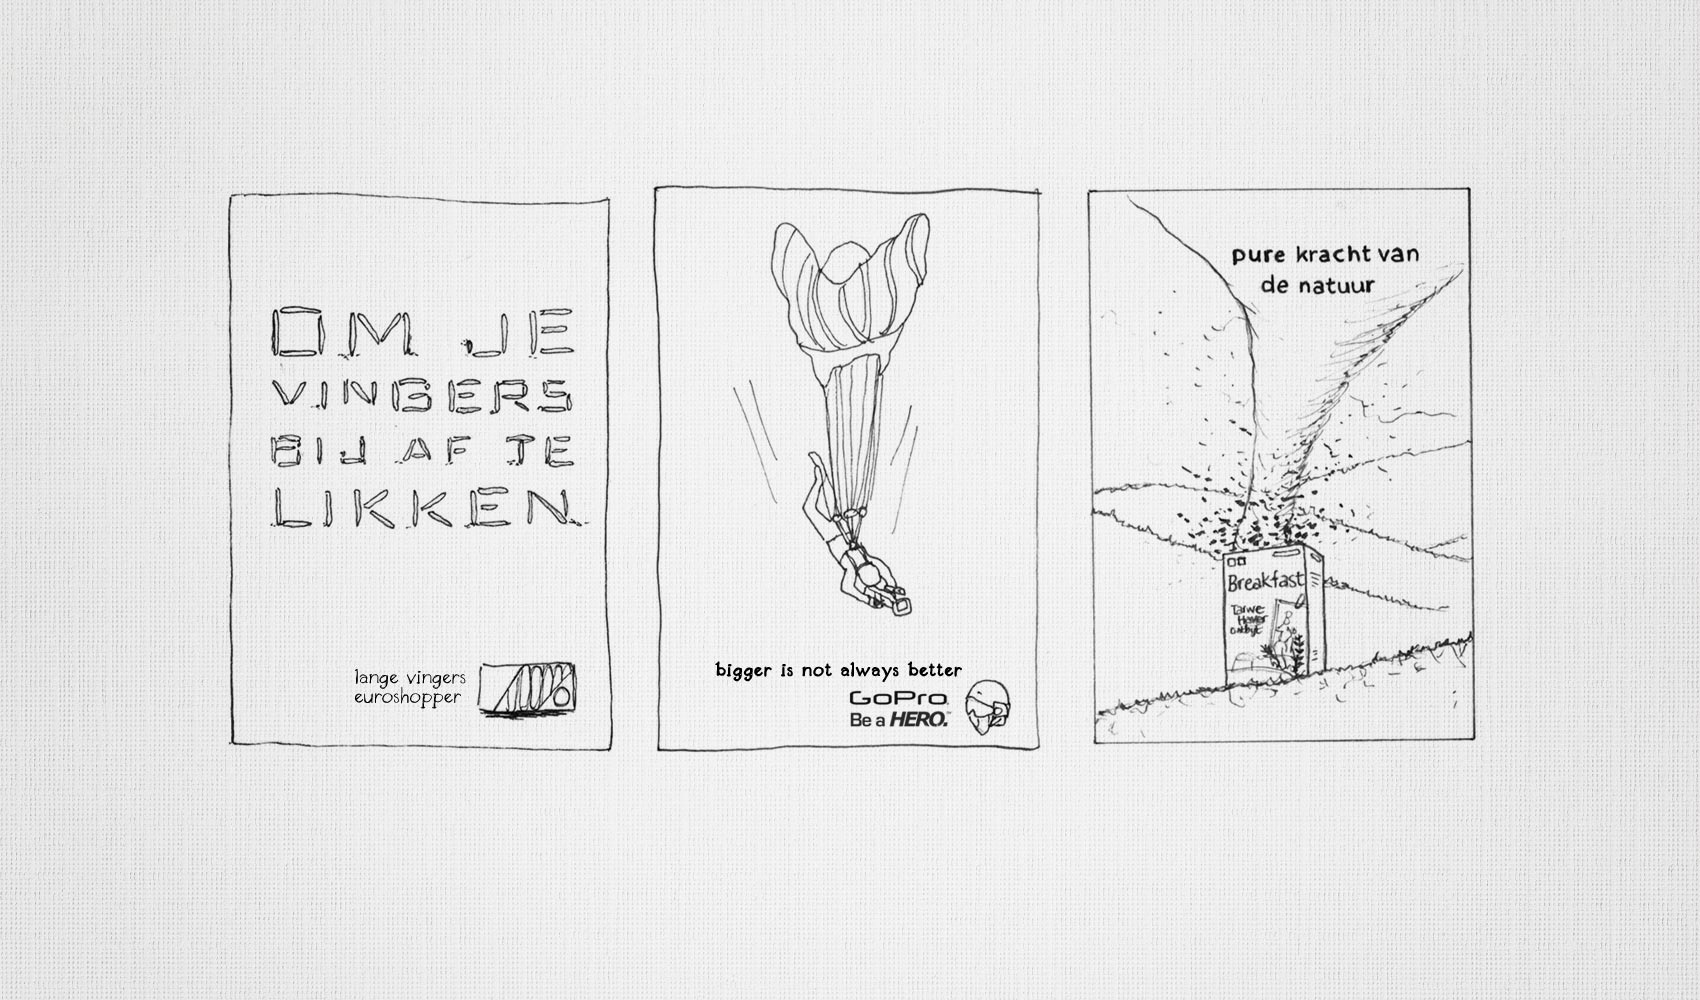 OM JE
VINGERS
BIJ AF TE
LIKKEN.
lange vingers
euroshopper
bigger is not always better
GoPro
Be a HERO.
pure kracht van
de natuur
Breakfast
Tarwe
Haver
ontbijt